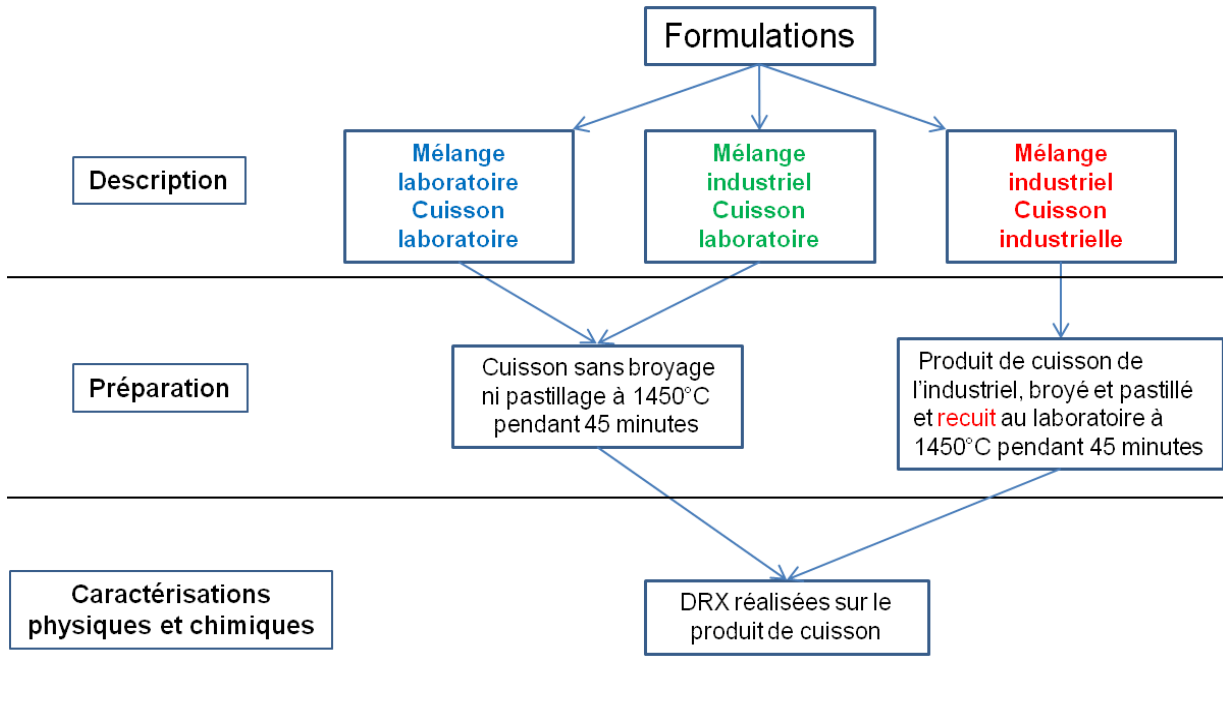 Formulations
Description
Mélange
laboratoire
Cuisson
laboratoire
Mélange
industriel
Cuisson
laboratoire
Mélange
industriel
Cuisson
industrielle
Préparation
Cuisson sans broyage
ni pastillage à 1450°C
pendant 45 minutes
Produit de cuisson de
l'industriel, broyé et pastillé
et recuit au laboratoire à
1450°C pendant 45 minutes
Caractérisations
physiques et chimiques
DRX réalisées sur le
produit de cuisson